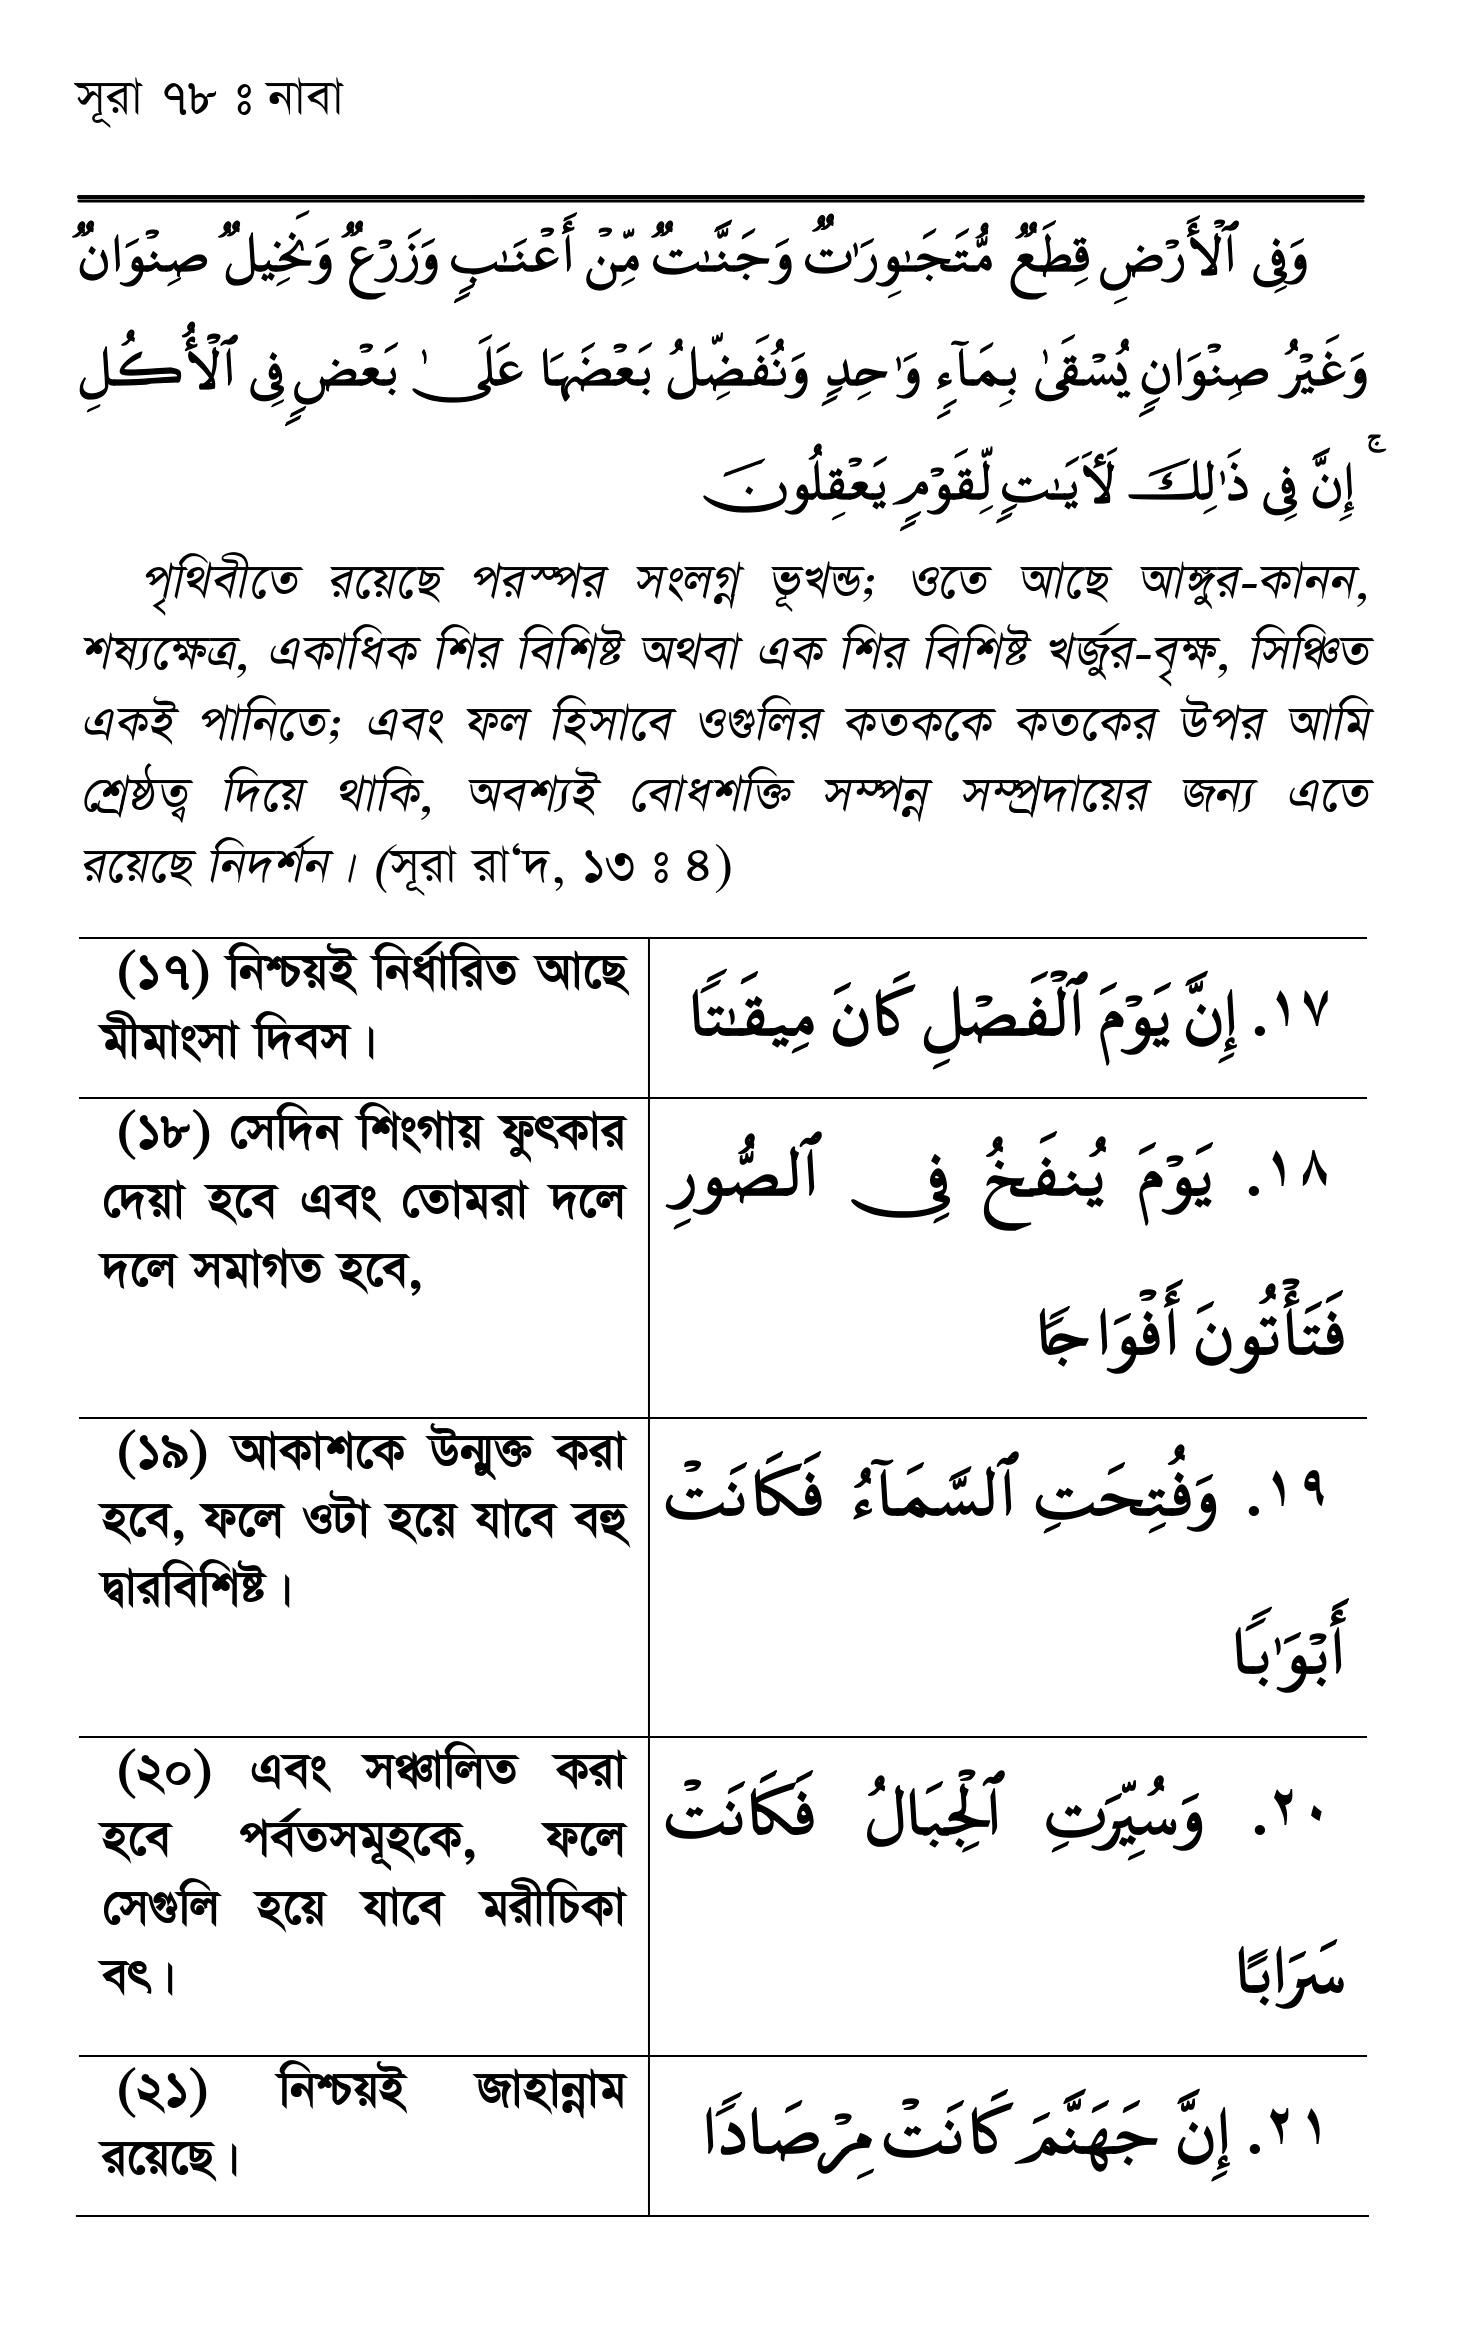 সূরা ৭৮ ঃ নাবা
وَفِى ٱلْأَرْضِ قِطَعٌ مُّتَجَـٰوِرَٰتٌ وَجَنَّـٰتٌ مِّنْ أَعْنَـٰبٍ وَزَرْعٌ وَنَخِيلٌ صِنْوَانٌ
وَغَيْرُ صِنْوَانٍ يُسْقَىٰ بِمَآءٍ وَٰحِدٍ وَنُفَضِّلُ بَعْضَهَا عَلَىٰ بَعْضٍ فِى ٱلْأُكُلِ
ۚ إِنَّ فِى ذَٰلِكَ لَأَيَـٰتٍ لِّقَوْمٍ يَعْقِلُونَ
পৃথিবীতে রয়েছে পরস্পর সংলগ্ন ভূখন্ড; ওতে আছে আঙ্গুর-কানন,
শষ্যক্ষেত্র, একাধিক শির বিশিষ্ট অথবা এক শির বিশিষ্ট খর্জুর-বৃক্ষ, সিঞ্চিত
একই পানিতে; এবং ফল হিসাবে ওগুলির কতককে কতকের উপর আমি
শ্রেষ্ঠত্ব দিয়ে থাকি, অবশ্যই বোধশক্তি সম্পন্ন সম্প্রদায়ের জন্য এতে
রয়েছে নিদর্শন। (সূরা রা‘দ, ১৩ ঃ ৪)
(১৭) নিশ্চয়ই নির্ধারিত আছে
মীমাংসা দিবস।
١٧. إِنَّ يَوْمَ ٱلْفَصْلِ كَانَ مِيقَـٰتًا
(১৮) সেদিন শিংগায় ফুৎকার
দেয়া হবে এবং তোমরা দলে
দলে সমাগত হবে,
١٨. يَوْمَ يُنفَخُ فِى ٱلصُّورِ
فَتَأْتُونَ أَفْوَاجًا
(১৯) আকাশকে উন্মুক্ত করা
হবে, ফলে ওটা হয়ে যাবে বহু
দ্বারবিশিষ্ট।
١٩. وَفُتِحَتِ ٱلسَّمَآءُ فَكَانَتْ
أَبْوَٰبًا
(২০) এবং সঞ্চালিত করা
হবে পর্বতসমূহকে, ফলে
সেগুলি হয়ে যাবে মরীচিকা
বৎ।
٢٠. وَسُيِّرَتِ ٱلْجِبَالُ فَكَانَتْ
سَرَابًا
(২১) নিশ্চয়ই জাহান্নাম
রয়েছে।
٢١. إِنَّ جَهَنَّمَ كَانَتْ مِرْصَادًا